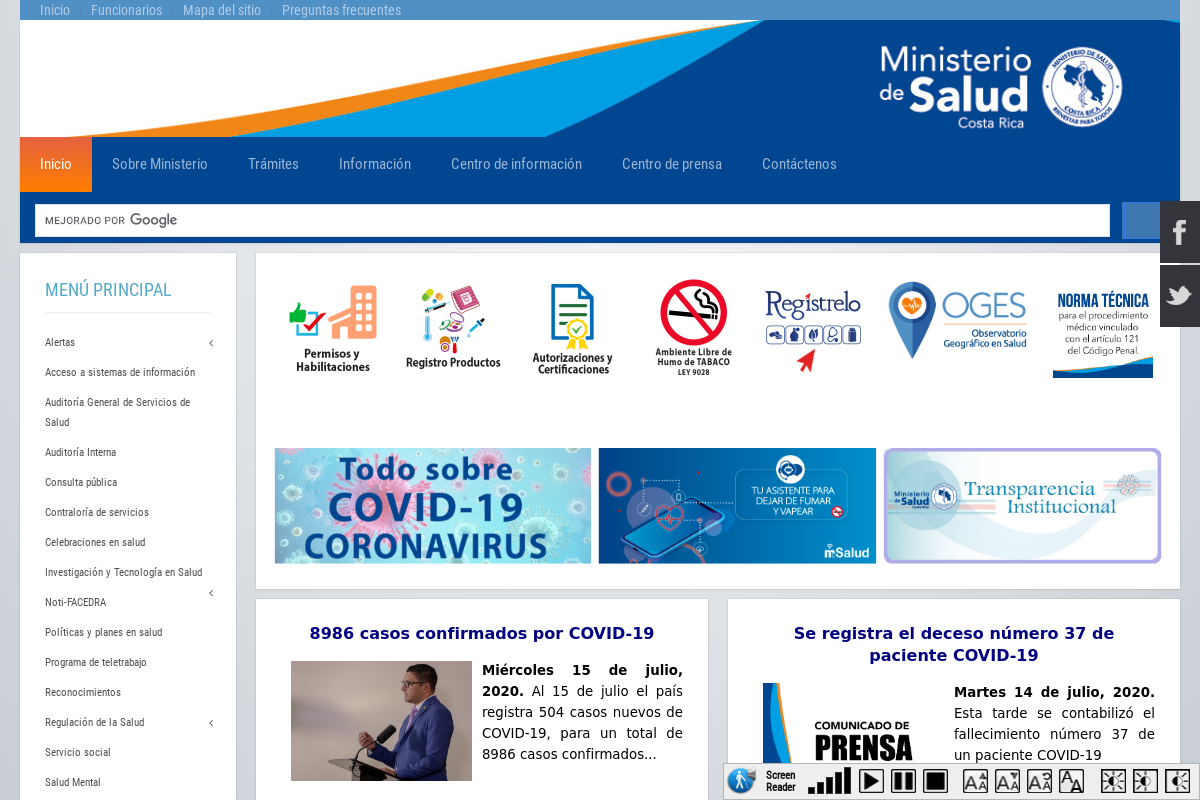 Inicio
Funcionarios
Mapa del sitio
Preguntas frecuentes
Ministerio
de Salud
Costa Rica
MINISTERIO DE SALUD
COSTA RICA
BIENESTAR PARA TODOS
Inicio
Sobre Ministerio
Trámites
Información
Centro de información
Centro de prensa
Contáctenos
MEJORADO POR Google
MENÚ PRINCIPAL
Alertas
Acceso a sistemas de información
Auditoría General de Servicios de
Salud
Auditoría Interna
Consulta pública
Contraloría de servicios
Celebraciones en salud
Investigación y Tecnología en Salud
Noti-FACEDRA
Políticas y planes en salud
Programa de teletrabajo
Reconocimientos
Regulación de la Salud
Servicio social
Salud Mental
Permisos y
Habilitaciones
Registro Productos
Autorizaciones y
Certificaciones
Ambiente Libre de
Humo de TABACO
LEY 9028
Regístrelo
OGES
Observatorio
Geográfico en Salud
NORMA TÉCNICA
para el procedimiento
médico vinculado
con el artículo 121
del Código Penal.
Todo sobre
COVID-19
CORONAVIRUS
TU ASISTENTE PARA
DEJAR DE FUMAR
Y VAPEAR
mSalud
Ministerio
de Salud
Costa Rica
Transparencia
Institucional
8986 casos confirmados por COVID-19
Miércoles 15 de julio,
2020. Al 15 de julio el país
registra 504 casos nuevos de
COVID-19, para un total de
8986 casos confirmados...
Se registra el deceso número 37 de
paciente COVID-19
COMUNICADO DE
PRENSA
Martes 14 de julio, 2020.
Esta tarde se contabilizó el
fallecimiento número 37 de
un paciente COVID-19
Screen
Reader